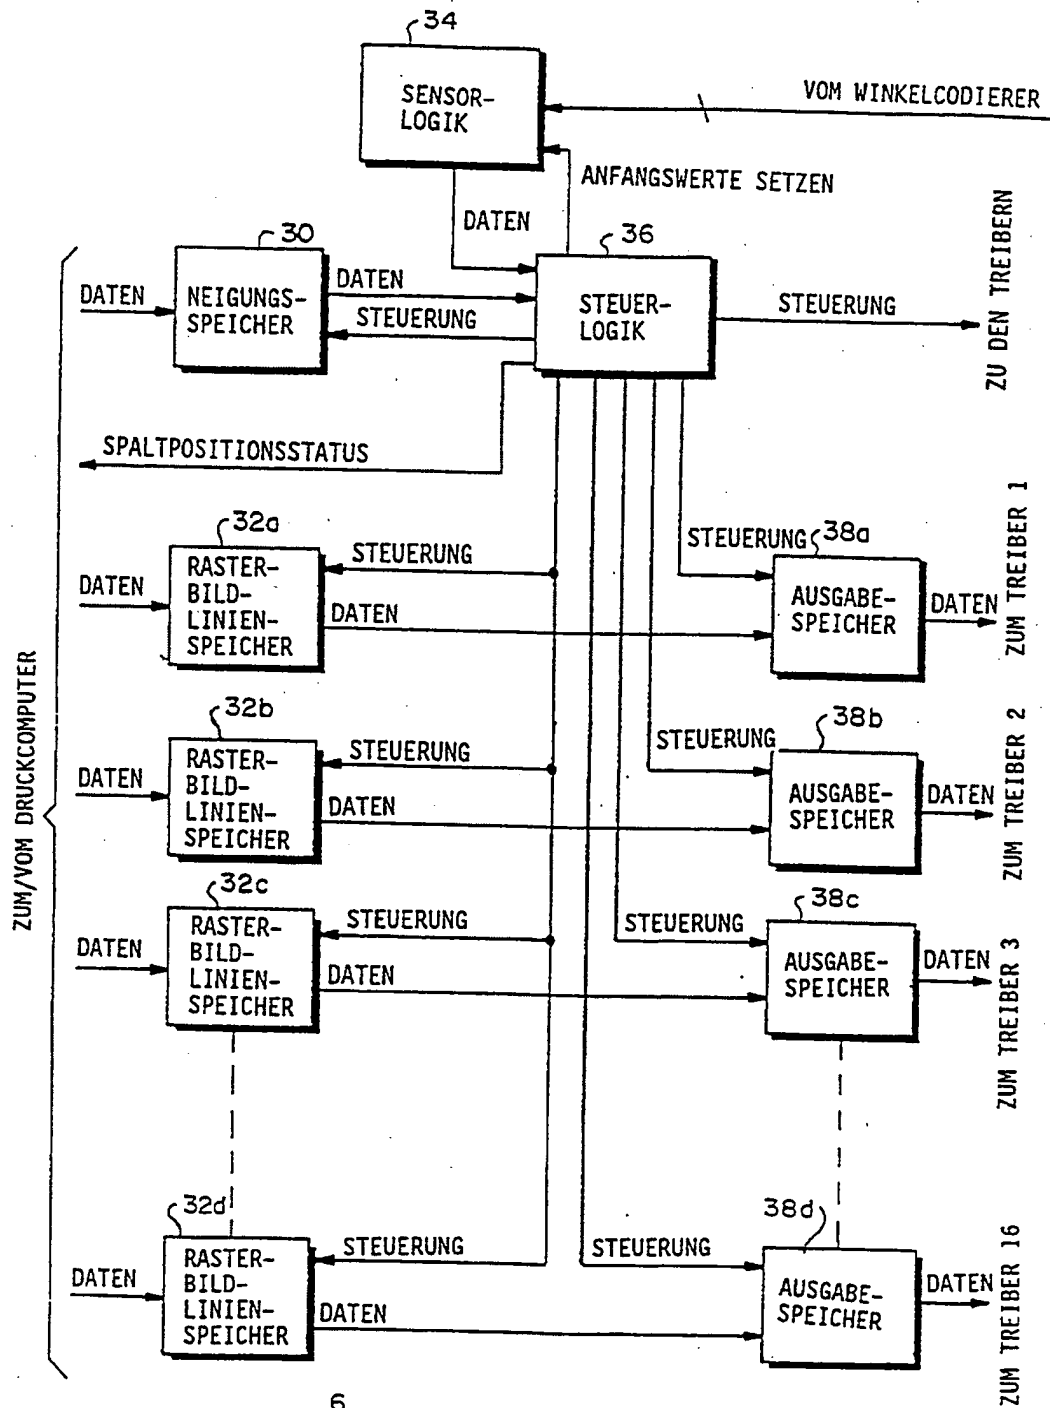 34
SENSOR-
LOGIK
VOM WINKELCODIERER
ANFANGSWERTE SETZEN
DATEN
30
36
DATEN
NEIGUNGS-
SPEICHER
DATEN
STEUERUNG
STEUER-
LOGIK
STEUERUNG
ZU DEN TREIBERN
SPALTPOSITIONSSTATUS
ZUM/VOM DRUCKCOMPUTER
32a
DATEN
RASTER-
BILD-
LINIEN-
SPEICHER
STEUERUNG
DATEN
STEUERUNG
38a
AUSGABE-
SPEICHER
DATEN
ZUM TREIBER 1
32b
DATEN
RASTER-
BILD-
LINIEN-
SPEICHER
STEUERUNG
DATEN
STEUERUNG
38b
AUSGABE-
SPEICHER
DATEN
ZUM TREIBER 2
32c
DATEN
RASTER-
BILD-
LINIEN-
SPEICHER
STEUERUNG
DATEN
STEUERUNG
38c
AUSGABE-
SPEICHER
DATEN
ZUM TREIBER 3
32d
DATEN
RASTER-
BILD-
LINIEN-
SPEICHER
STEUERUNG
DATEN
STEUERUNG
38d
AUSGABE-
SPEICHER
DATEN
ZUM TREIBER 16
6